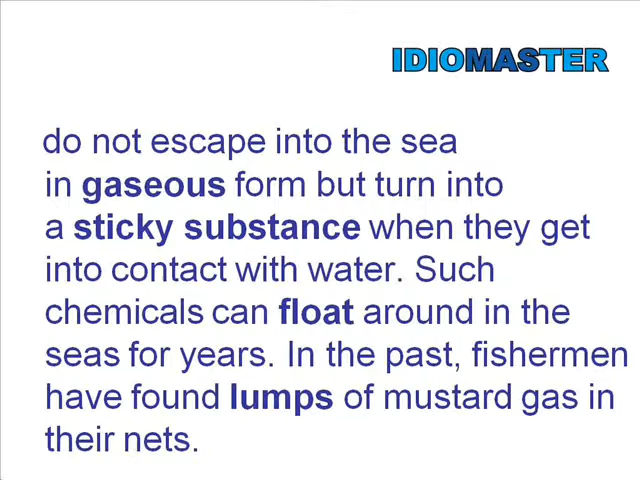 IDIOMASTER
do not escape into the sea
in gaseous form but turn into
a sticky substance when they get
into contact with water. Such
chemicals can float around in the
seas for years. In the past, fishermen
have found lumps of mustard gas in
their nets.